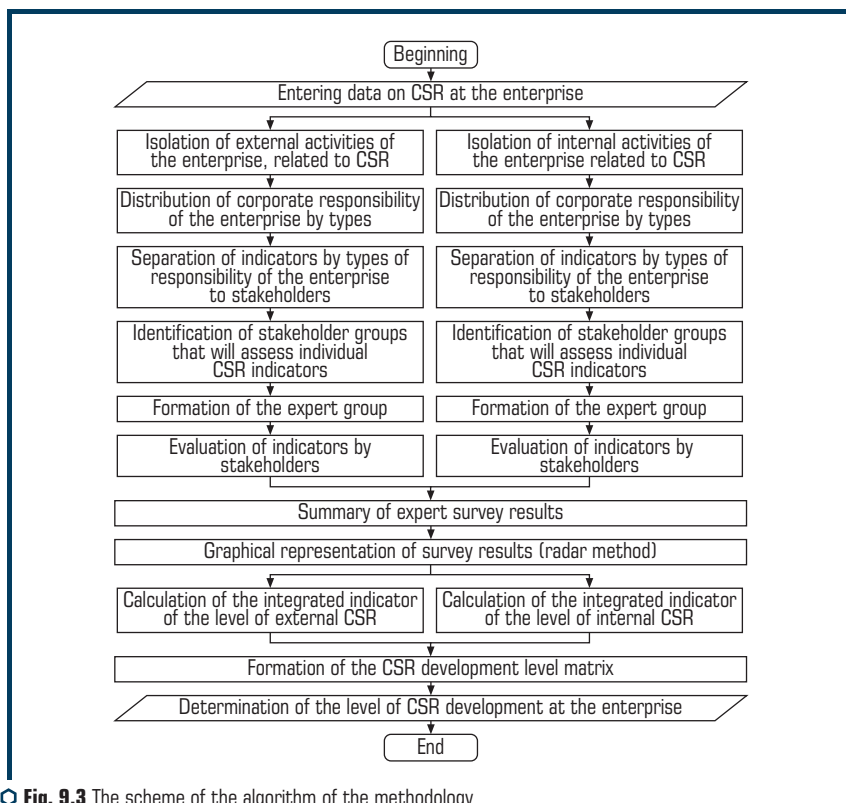 Beginning
Entering data on CSR at the enterprise
Isolation of external activities of
the enterprise, related to CSR
Isolation of internal activities of
the enterprise related to CSR
Distribution of corporate responsibility
of the enterprise by types
Distribution of corporate responsibility
of the enterprise by types
Separation of indicators by types of
responsibility of the enterprise
to stakeholders
Separation of indicators by types of
responsibility of the enterprise
to stakeholders
Identification of stakeholder groups
that will assess individual
CSR indicators
Identification of stakeholder groups
that will assess individual
CSR indicators
Formation of the expert group
Formation of the expert group
Evaluation of indicators by
stakeholders
Evaluation of indicators by
stakeholders
Summary of expert survey results
Graphical representation of survey results (radar method)
Calculation of the integrated indicator
of the level of external CSR
Calculation of the integrated indicator
of the level of internal CSR
Formation of the CSR development level matrix
Determination of the level of CSR development at the enterprise
End
Fig. 9.3 The scheme of the algorithm of the methodology